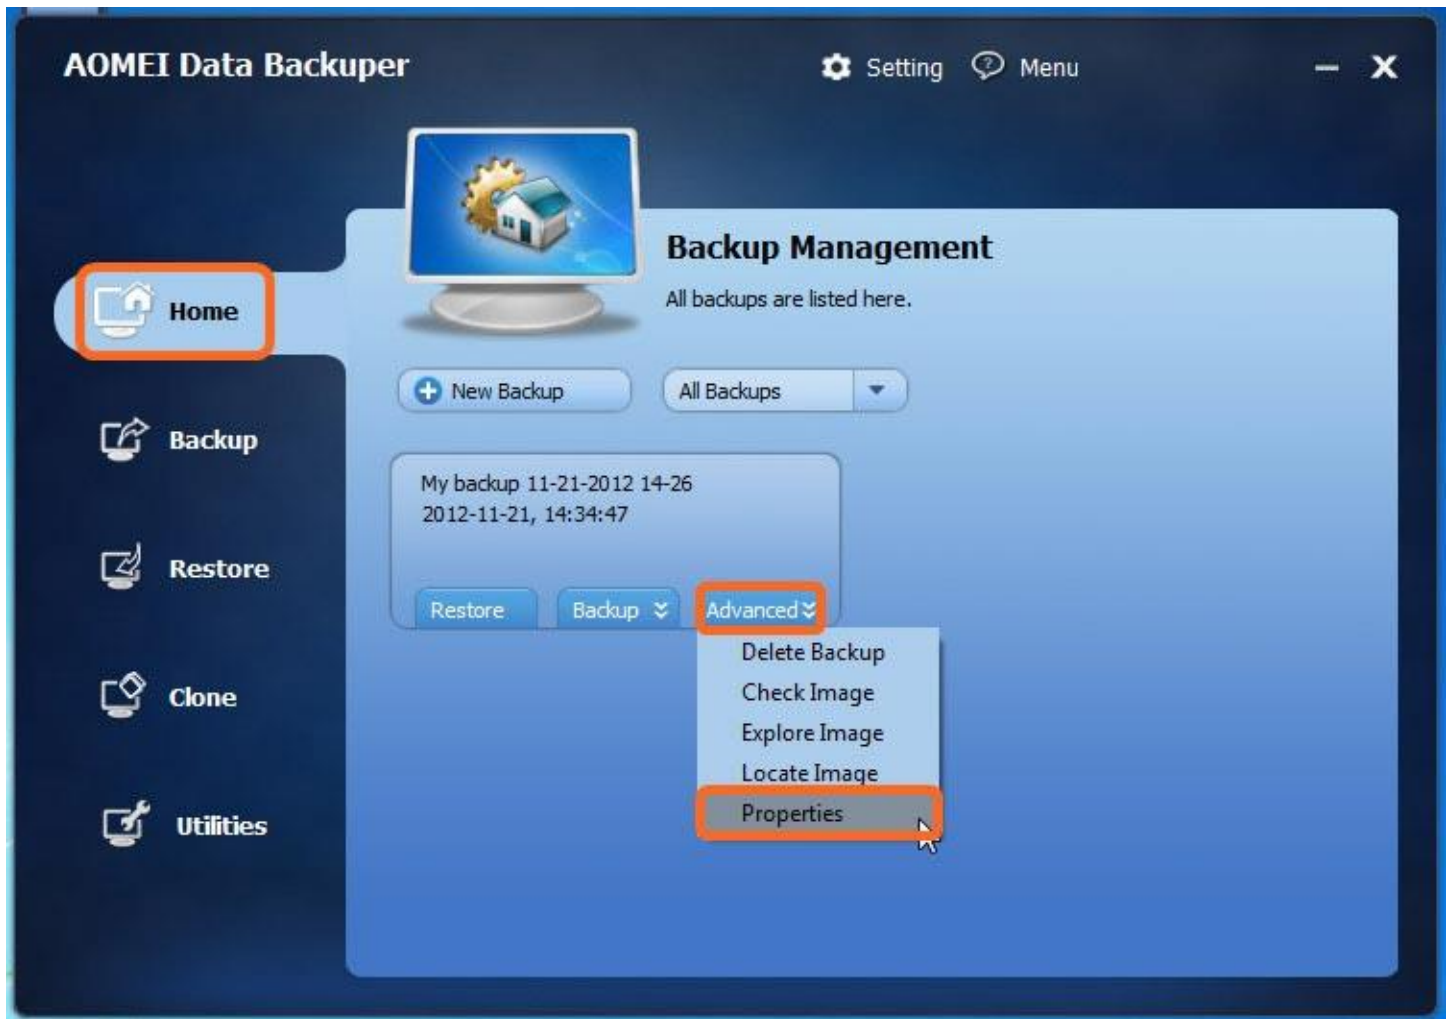 AOMEI Data Backuper
Setting
Menu
Backup Management
All backups are listed here.
Home
New Backup
All Backups
Backup
My backup 11-21-2012 14-26
2012-11-21, 14:34:47
Restore
Restore
Backup
Advanced
Delete Backup
Check Image
Clone
Explore Image
Locate Image
Properties
Utilities